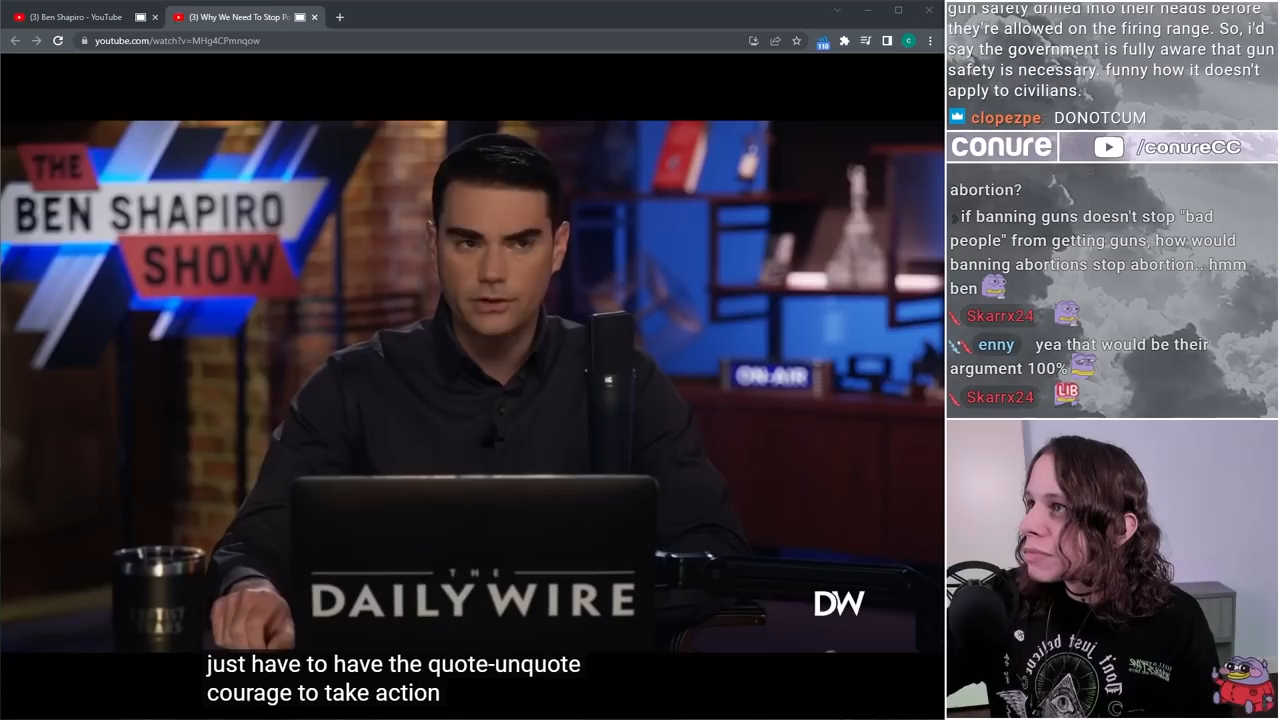 (3) Ben Shapiro - YouTube
(3) Why We Need To Stop Po
youtube.com/watch?v=MHg4CPmnqow
110
C
THE
BEN SHAPIRO
SHOW
ON-AIR
THE
DAILY WIRE
DW
just have to have the quote-unquote
courage to take action
gun safety drilled into their heads before
they're allowed on the firing range. So, i'd
say the government is fully aware that gun
safety is necessary. funny how it doesn't
apply to civilians.
clopezpe DONOTCUM
conure /conureCC
abortion?
if banning guns doesn't stop "bad
people" from getting guns, how would
banning abortions stop abortion.. hmm
ben
Skarrx24
enny yea that would be their
argument 100%
Skarrx24 LIB
Don't just beli